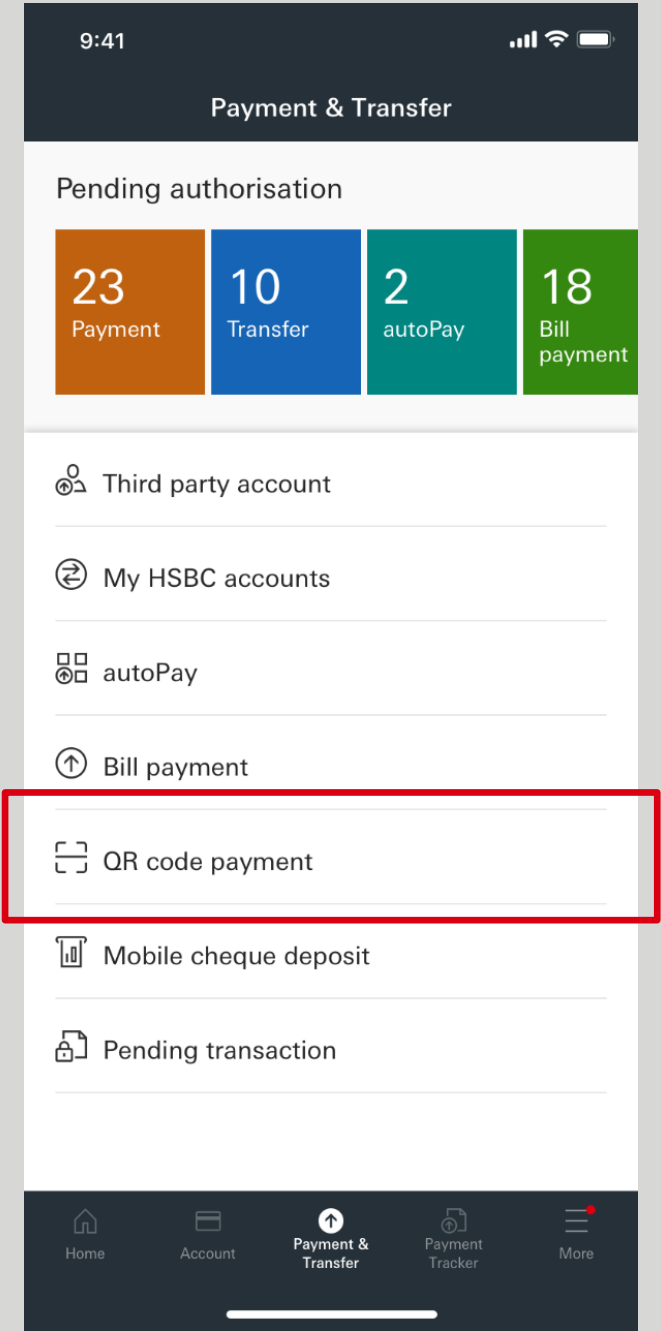 9:41
Payment & Transfer
Pending authorisation
23
Payment
10
Transfer
2
autoPay
18
Bill
payment
Third party account
My HSBC accounts
autoPay
Bill payment
QR code payment
Mobile cheque deposit
Pending transaction
Home
Account
Payment &
Transfer
Payment
Tracker
More